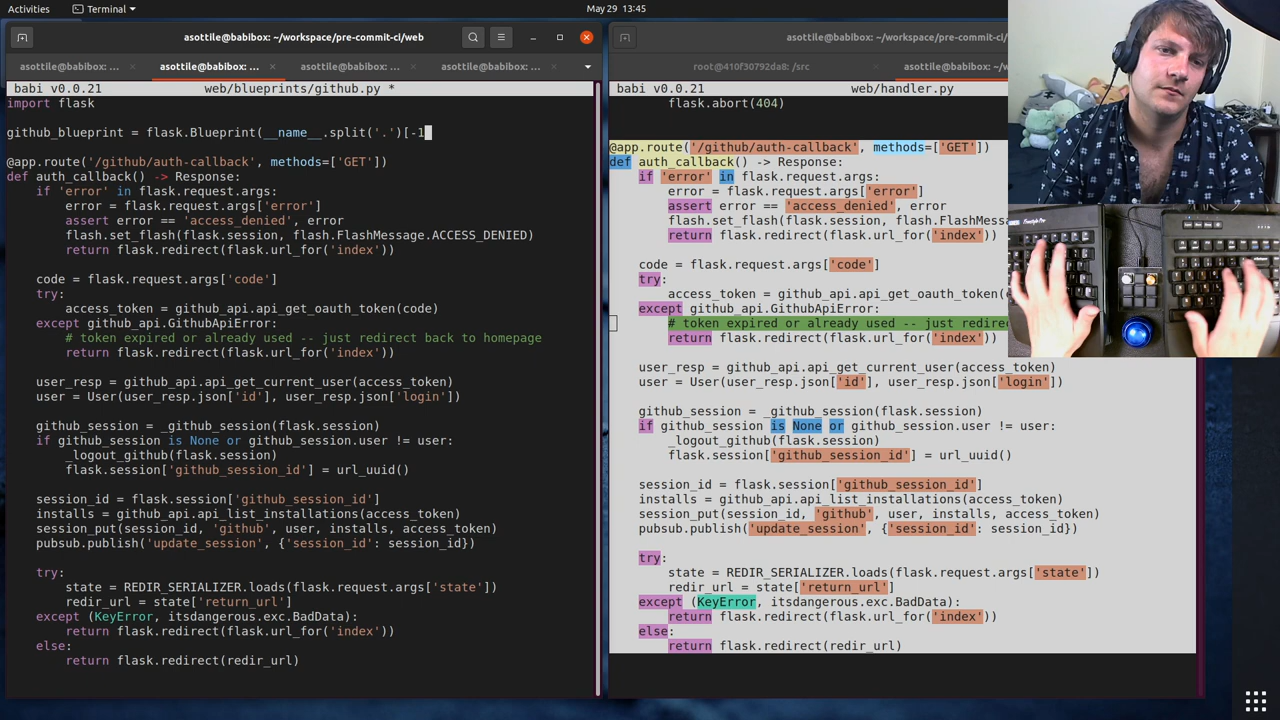 Activities
Terminal
May 29 13:45
asottile@babibox: ~/workspace/pre-commit-ci/web
asottile@babibox: ...
asottile@babibox: ...
asottile@babibox: ...
asottile@babibox: ...
babi v0.0.21 web/blueprints/github.py *
import flask
github_blueprint = flask.Blueprint(__name__.split('.')[-1
@app.route('/github/auth-callback', methods=['GET'])
def auth_callback() -> Response:
    if 'error' in flask.request.args:
        error = flask.request.args['error']
        assert error == 'access_denied', error
        flash.set_flash(flask.session, flash.FlashMessage.ACCESS_DENIED)
        return flask.redirect(flask.url_for('index'))
    code = flask.request.args['code']
    try:
        access_token = github_api.api_get_oauth_token(code)
    except github_api.GithubApiError:
        # token expired or already used -- just redirect back to homepage
        return flask.redirect(flask.url_for('index'))
    user_resp = github_api.api_get_current_user(access_token)
    user = User(user_resp.json['id'], user_resp.json['login'])
    github_session = _github_session(flask.session)
    if github_session is None or github_session.user != user:
        _logout_github(flask.session)
        flask.session['github_session_id'] = url_uuid()
    session_id = flask.session['github_session_id']
    installs = github_api.api_list_installations(access_token)
    session_put(session_id, 'github', user, installs, access_token)
    pubsub.publish('update_session', {'session_id': session_id})
    try:
        state = REDIR_SERIALIZER.loads(flask.request.args['state'])
        redir_url = state['return_url']
    except (KeyError, itsdangerous.exc.BadData):
        return flask.redirect(flask.url_for('index'))
    else:
        return flask.redirect(redir_url)
asottile@babibox: ~/workspace/pre-commit-ci/
root@410f30792da8: /src
asottile@babibox: ~/w
babi v0.0.21 web/handler.py
        flask.abort(404)
@app.route('/github/auth-callback', methods=['GET'])
def auth_callback() -> Response:
    if 'error' in flask.request.args:
        error = flask.request.args['error']
        assert error == 'access_denied', error
        flash.set_flash(flask.session, flash.FlashMessa
        return flask.redirect(flask.url_for('index'))
    code = flask.request.args['code']
    try:
        access_token = github_api.api_get_oauth_token(
    except github_api.GithubApiError:
        # token expired or already used -- just redirec
        return flask.redirect(flask.url_for('index'))
    user_resp = github_api.api_get_current_user(access_token)
    user = User(user_resp.json['id'], user_resp.json['login'])
    github_session = _github_session(flask.session)
    if github_session is None or github_session.user != user:
        _logout_github(flask.session)
        flask.session['github_session_id'] = url_uuid()
    session_id = flask.session['github_session_id']
    installs = github_api.api_list_installations(access_token)
    session_put(session_id, 'github', user, installs, access_token)
    pubsub.publish('update_session', {'session_id': session_id})
    try:
        state = REDIR_SERIALIZER.loads(flask.request.args['state'])
        redir_url = state['return_url']
    except (KeyError, itsdangerous.exc.BadData):
        return flask.redirect(flask.url_for('index'))
    else:
        return flask.redirect(redir_url)